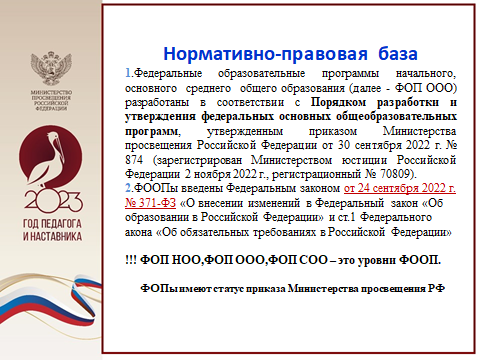 МИНИСТЕРСТВО
ПРОСВЕЩЕНИЯ
РОССИЙСКОЙ
ФЕДЕРАЦИИ
2023
ГОД ПЕДАГОГА
И НАСТАВНИКА
Нормативно-правовая база
1.Федеральные образовательные программы начального,
основного среднего общего образования (далее - ФОП ООО)
разработаны в соответствии с Порядком разработки и
утверждения федеральных основных общеобразовательных
программ, утвержденным приказом Министерства
просвещения Российской Федерации от 30 сентября 2022 г. №
874 (зарегистрирован Министерством юстиции Российской
Федерации 2 ноября 2022 г., регистрационный № 70809).
2.ФООПы введены Федеральным законом от 24 сентября 2022 г.
№ 371-ФЗ «О внесении изменений в Федеральный закон «Об
образовании в Российской Федерации» и ст.1 Федерального
акона «Об обязательных требованиях в Российской Федерации»
!!! ФОП НОО,ФОП ООО,ФОП СОО – это уровни ФООП.
ФОПы имеют статус приказа Министерства просвещения РФ